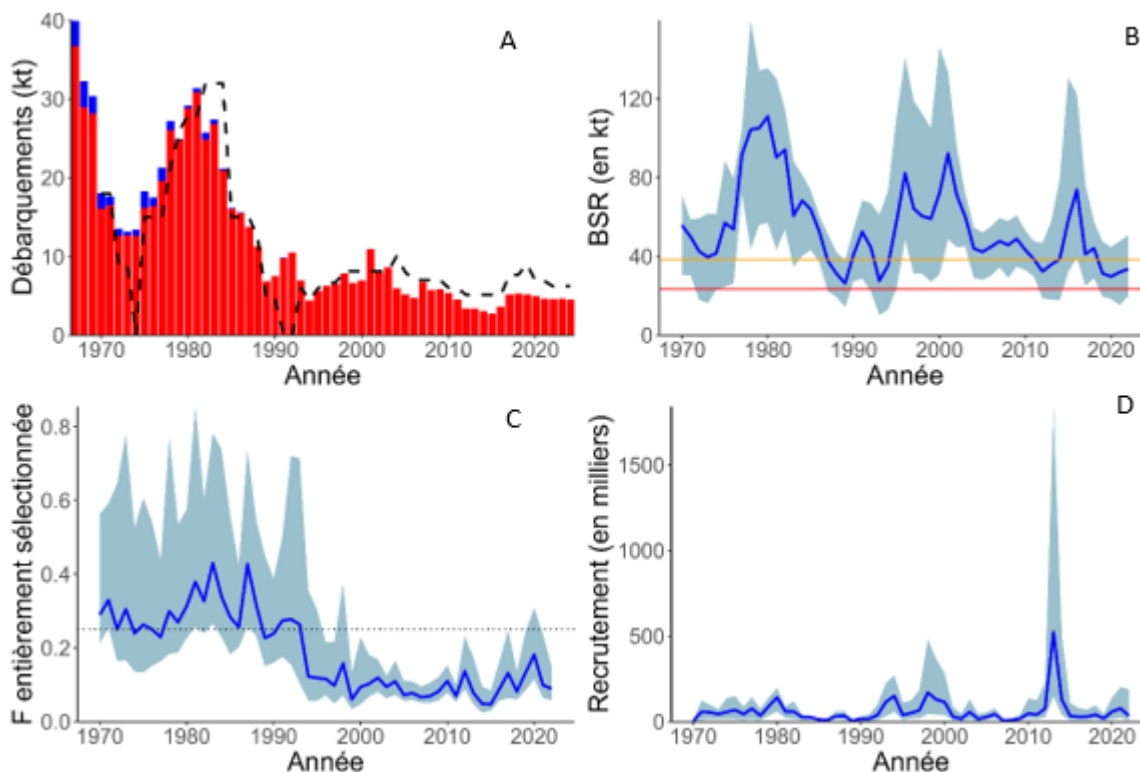 A
Débarquements (kt)
40
30
20
10
0
1970 1980 1990 2000 2010 2020
Année
B
BSR (en kt)
120
80
40
0
1970 1980 1990 2000 2010 2020
Année
C
F entièrement sélectionnée
0.8
0.6
0.4
0.2
0.0
1970 1980 1990 2000 2010 2020
Année
D
Recrutement (en milliers)
1500
1000
500
0
1970 1980 1990 2000 2010 2020
Année